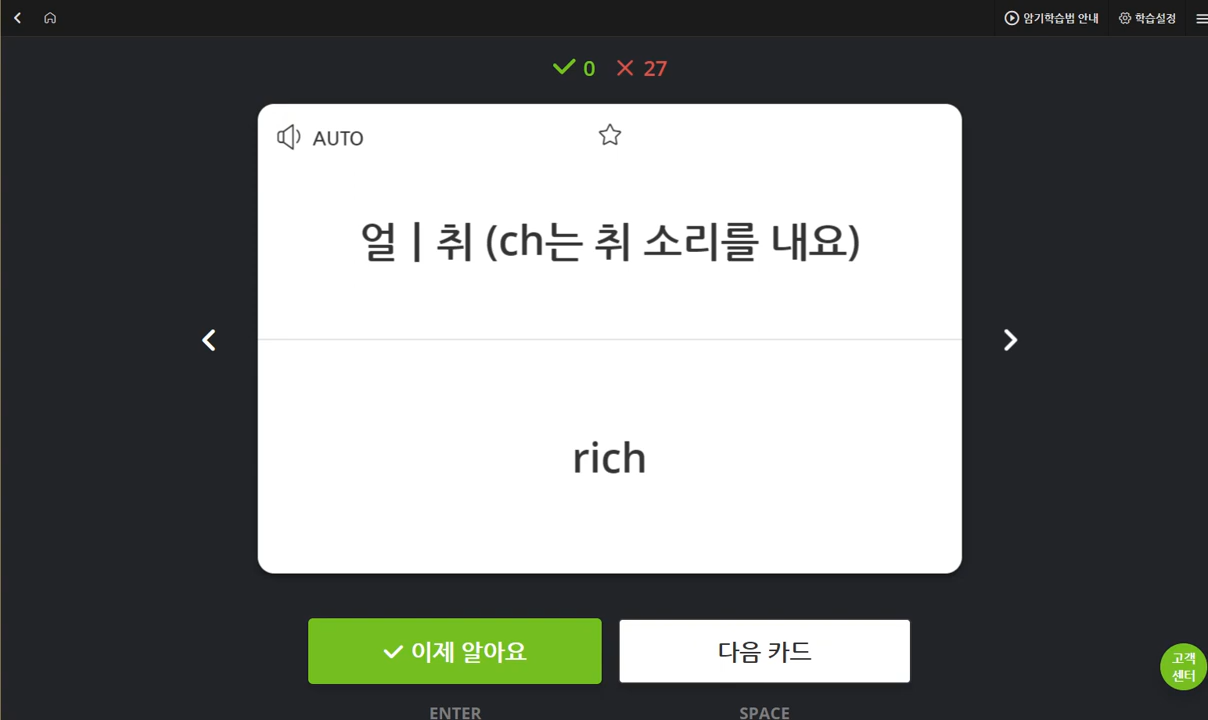 암기학습법 안내 학습설정
0 27
AUTO
얼 | 취 (ch는 취 소리를 내요)
rich
이제 알아요 다음 카드
ENTER SPACE
고객
센터